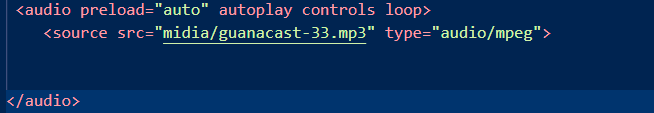 <audio preload="auto" autoplay controls loop>
<source src="midia/guanacast-33.mp3" type="audio/mpeg">
</audio>